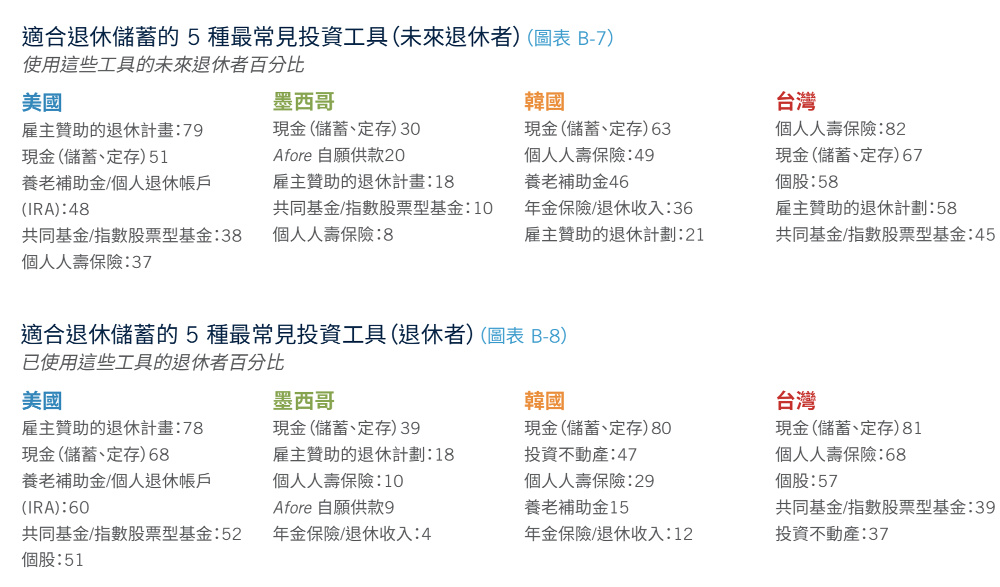 適合退休儲蓄的 5 種最常見投資工具（未來退休者）（圖表 B-7）
使用這些工具的未來退休者百分比
美國
雇主贊助的退休計畫：79
現金（儲蓄、定存）51
養老補助金/個人退休帳戶
(IRA)：48
共同基金/指數股票型基金：38
個人人壽保險：37
墨西哥
現金（儲蓄、定存）30
Afore 自願供款20
雇主贊助的退休計畫：18
共同基金/指數股票型基金：10
個人人壽保險：8
韓國
現金（儲蓄、定存）63
個人人壽保險：49
養老補助金46
年金保險/退休收入：36
雇主贊助的退休計劃：21
台灣
個人人壽保險：82
現金（儲蓄、定存）67
個股：58
雇主贊助的退休計劃：58
共同基金/指數股票型基金：45
適合退休儲蓄的 5 種最常見投資工具（退休者）（圖表 B-8）
已使用這些工具的退休者百分比
美國
雇主贊助的退休計畫：78
現金（儲蓄、定存）68
養老補助金/個人退休帳戶
(IRA)：60
共同基金/指數股票型基金：52
個股：51
墨西哥
現金（儲蓄、定存）39
雇主贊助的退休計劃：18
個人人壽保險：10
Afore 自願供款9
年金保險/退休收入：4
韓國
現金（儲蓄、定存）80
投資不動產：47
個人人壽保險：29
養老補助金15
年金保險/退休收入：12
台灣
現金（儲蓄、定存）81
個人人壽保險：68
個股：57
共同基金/指數股票型基金：39
投資不動產：37